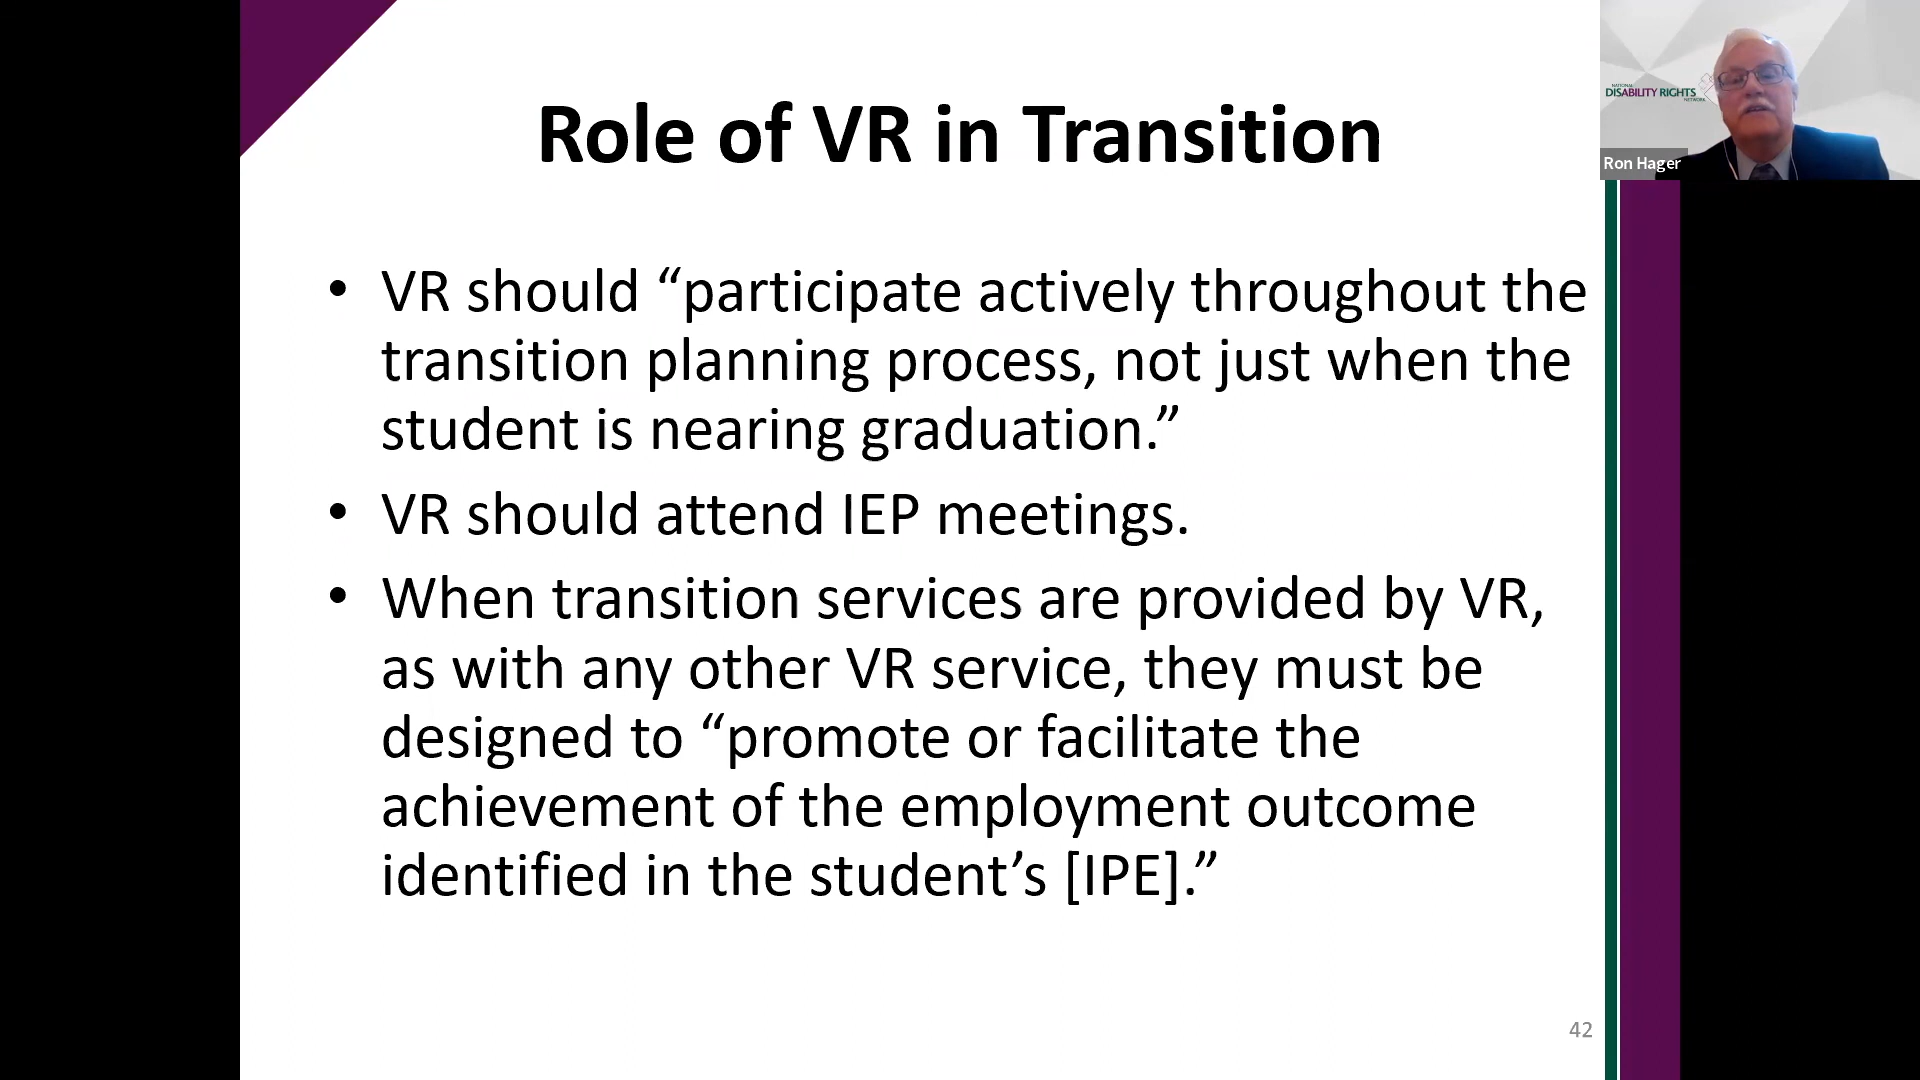 Role of VR in Transition
NATIONAL
DISABILITY RIGHTS
NETWORK
Ron Hager
• VR should “participate actively throughout the
transition planning process, not just when the
student is nearing graduation.”
• VR should attend IEP meetings.
• When transition services are provided by VR,
as with any other VR service, they must be
designed to “promote or facilitate the
achievement of the employment outcome
identified in the student’s [IPE].”
42